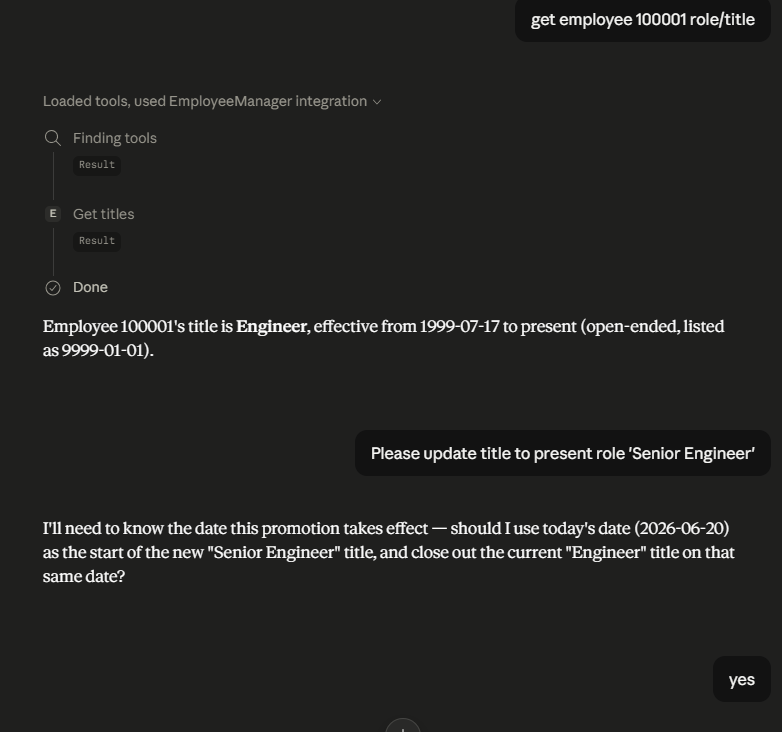 get employee 100001 role/title
Loaded tools, used EmployeeManager integration
Finding tools
Result
E Get titles
Result
Done
Employee 100001's title is Engineer, effective from 1999-07-17 to present (open-ended, listed
as 9999-01-01).
Please update title to present role 'Senior Engineer'
I'll need to know the date this promotion takes effect — should I use today's date (2026-06-20)
as the start of the new "Senior Engineer" title, and close out the current "Engineer" title on that
same date?
yes